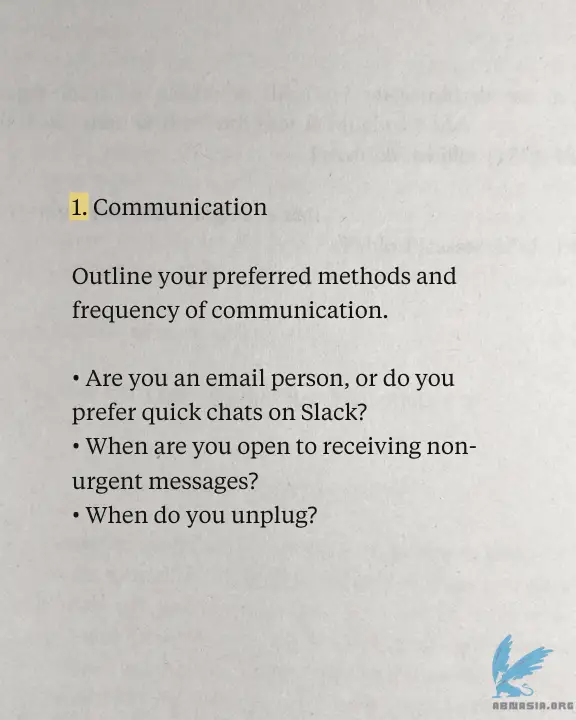 1. Communication
Outline your preferred methods and
frequency of communication.
• Are you an email person, or do you
prefer quick chats on Slack?
• When are you open to receiving non-
urgent messages?
• When do you unplug?
ABMASIA.ORG